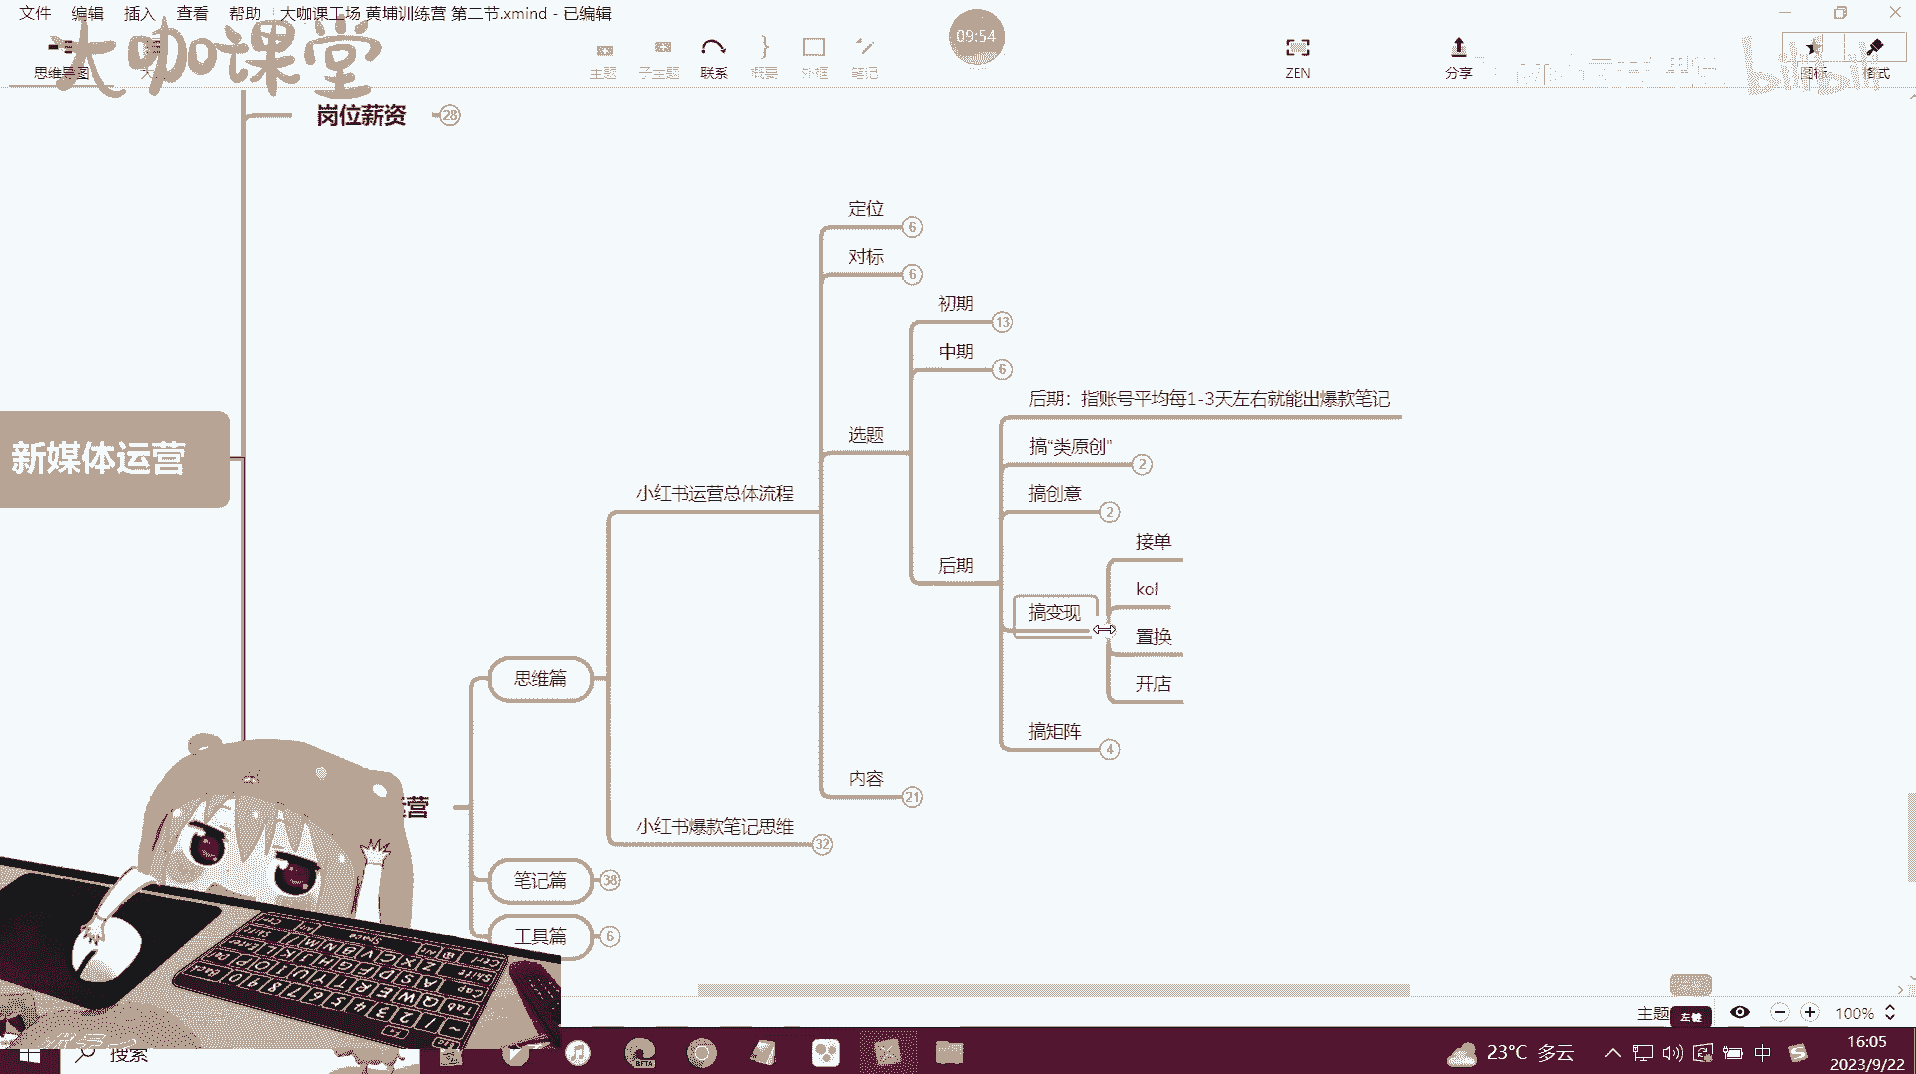 文件 编辑 插入 查看 帮助 大咖课工场 黄埔训练营 第二节.xmind - 已编辑
大咖课堂
思维导图
主题 子主题 联系 概要 外框 笔记
09:54
ZEN 分享 图标 格式
bilibili
岗位薪资 28
定位 6
对标 6
初期 13
中期 6
后期：指账号平均每1-3天左右就能出爆款笔记
选题
搞“类原创" 2
小红书运营总体流程
搞创意 2
接单
后期
kol
搞变现
置换
开店
新媒体运营
思维篇
搞矩阵 4
内容 21
营
小红书爆款笔记思维 32
笔记篇 38
工具篇 6
主题
左键
100%
搜索
BETA
23°C 多云
中
16:05
2023/9/22